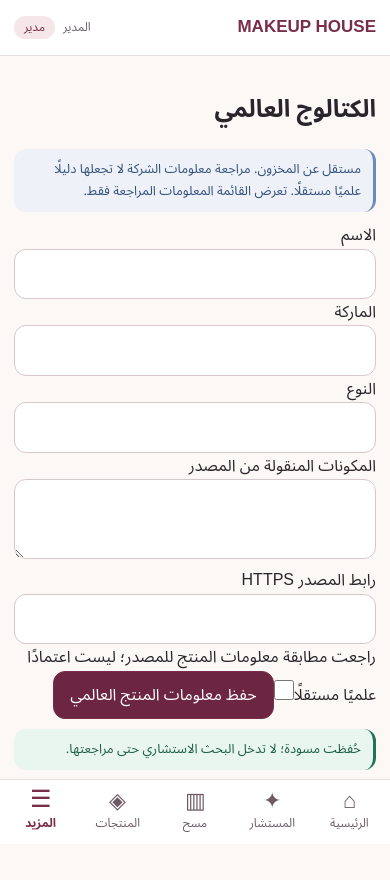 MAKEUP HOUSE
المدير
مدير
الكتالوج العالمي
مستقل عن المخزون. مراجعة معلومات الشركة لا تجعلها دليلًا
علميًا مستقلًا. تعرض القائمة المعلومات المراجعة فقط.
الاسم
الماركة
النوع
المكونات المنقولة من المصدر
رابط المصدر HTTPS
راجعت مطابقة معلومات المنتج للمصدر؛ ليست اعتمادًا
علميًا مستقلًا
حفظ معلومات المنتج العالمي
حُفظت مسودة؛ لا تدخل البحث الاستشاري حتى مراجعتها.
الرئيسية
المستشار
مسح
المنتجات
المزيد